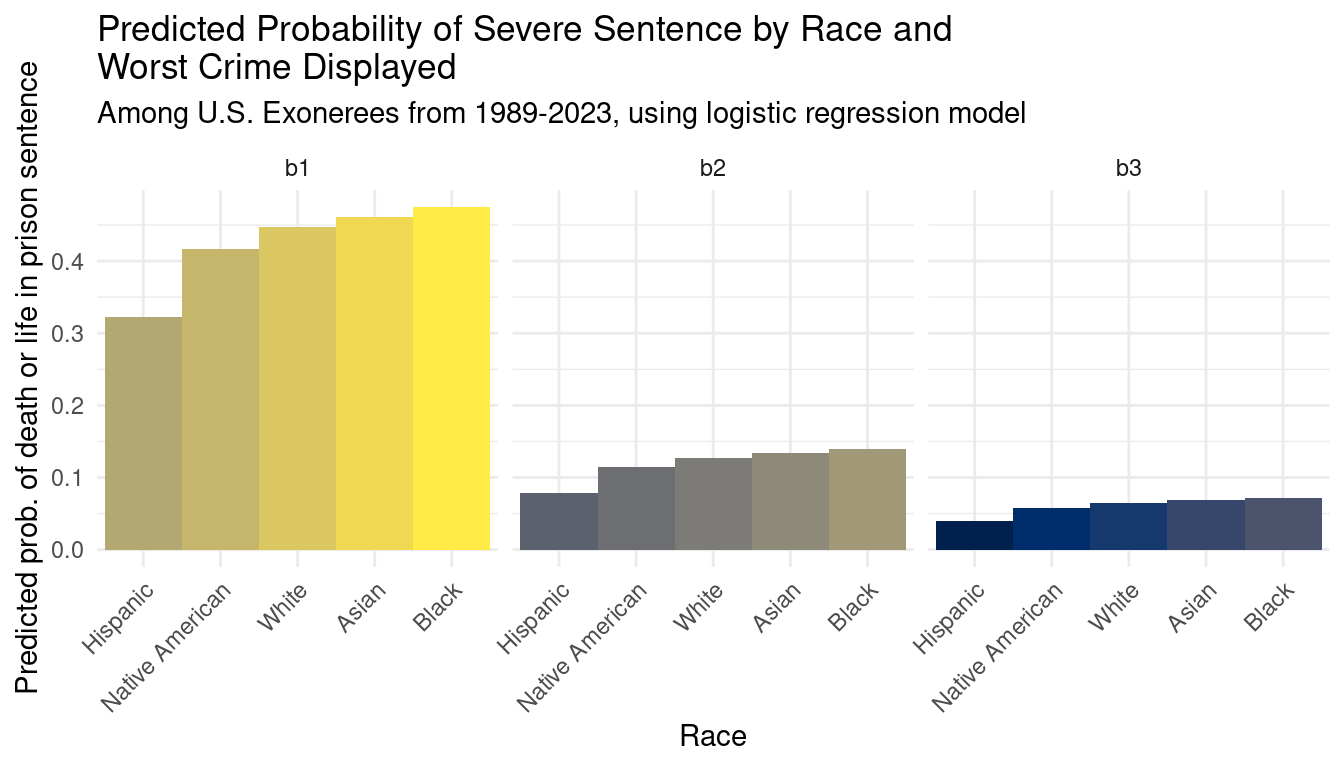 Predicted Probability of Severe Sentence by Race and
Worst Crime Displayed
Among U.S. Exonerees from 1989-2023, using logistic regression model
b1
b2
b3
Predicted prob. of death or life in prison sentence
0.4
0.3
0.2
0.1
0.0
Hispanic
Native American
White
Asian
Black
Hispanic
Native American
White
Asian
Black
Hispanic
Native American
White
Asian
Black
Race